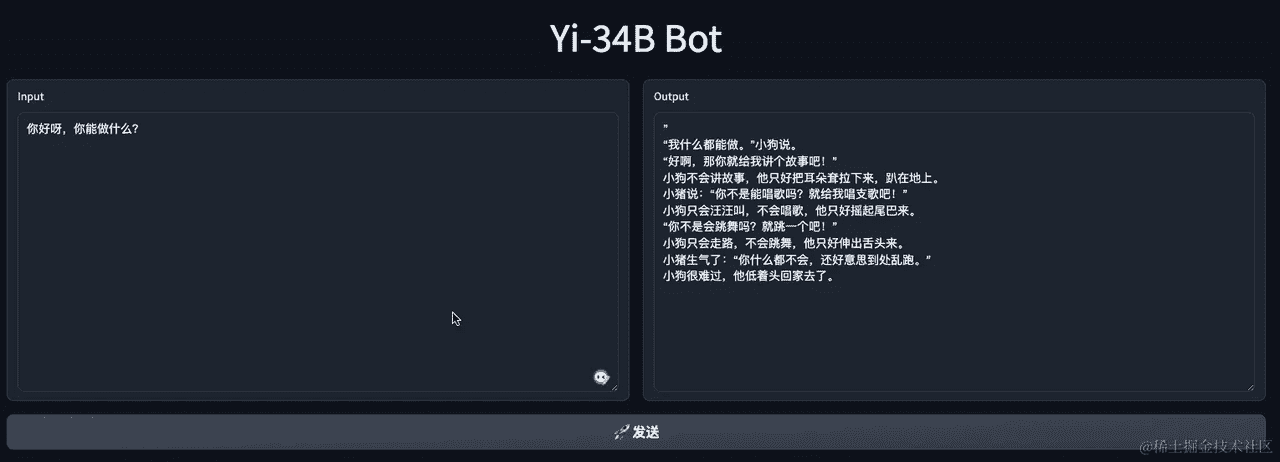 Yi-34B Bot
Input
你好呀，你能做什么？
Output
”
“我什么都能做。”小狗说。
“好啊，那你就给我讲个故事吧！”
小狗不会讲故事，他只好把耳朵耷拉下来，趴在地上。
小猪说：“你不是能唱歌吗？就给我唱支歌吧！”
小狗只会汪汪叫，不会唱歌，他只好摇起尾巴来。
“你不是会跳舞吗？就跳一个吧！”
小狗只会走路，不会跳舞，他只好伸出舌头来。
小猪生气了：“你什么都不会，还好意思到处乱跑。”
小狗很难过，他低着头回家去了。
🚀 发送
@稀土掘金技术社区